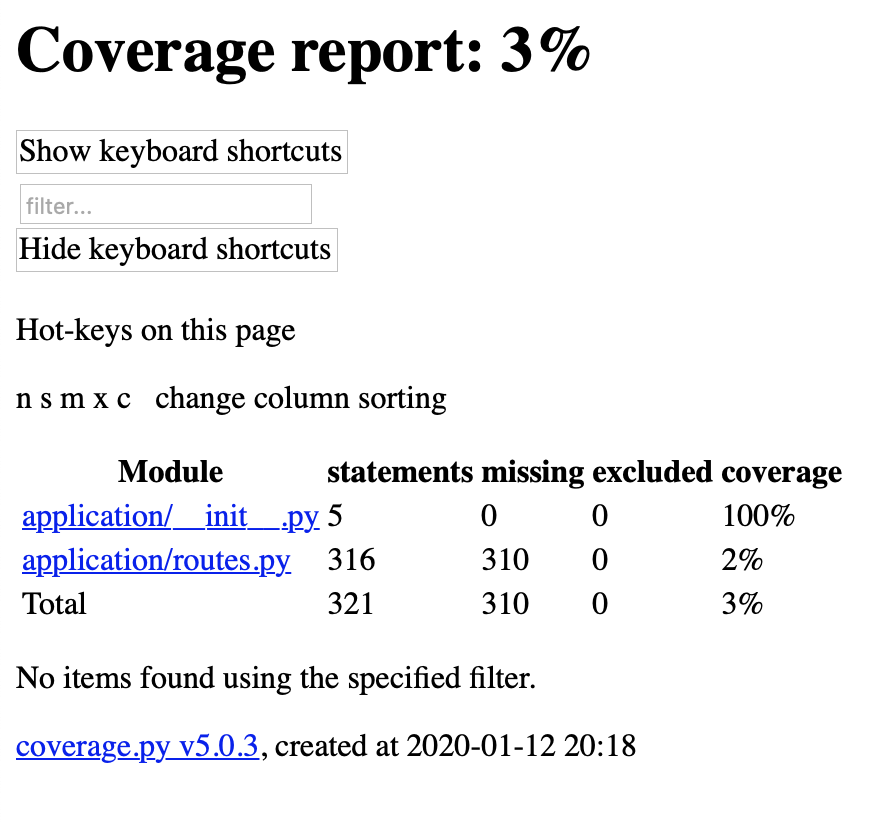 Coverage report: 3%
Show keyboard shortcuts
filter...
Hide keyboard shortcuts
Hot-keys on this page
n s m x c change column sorting
Module statements missing excluded coverage
application/__init__.py 5 0 0 100%
application/routes.py 316 310 0 2%
Total 321 310 0 3%
No items found using the specified filter.
coverage.py v5.0.3, created at 2020-01-12 20:18